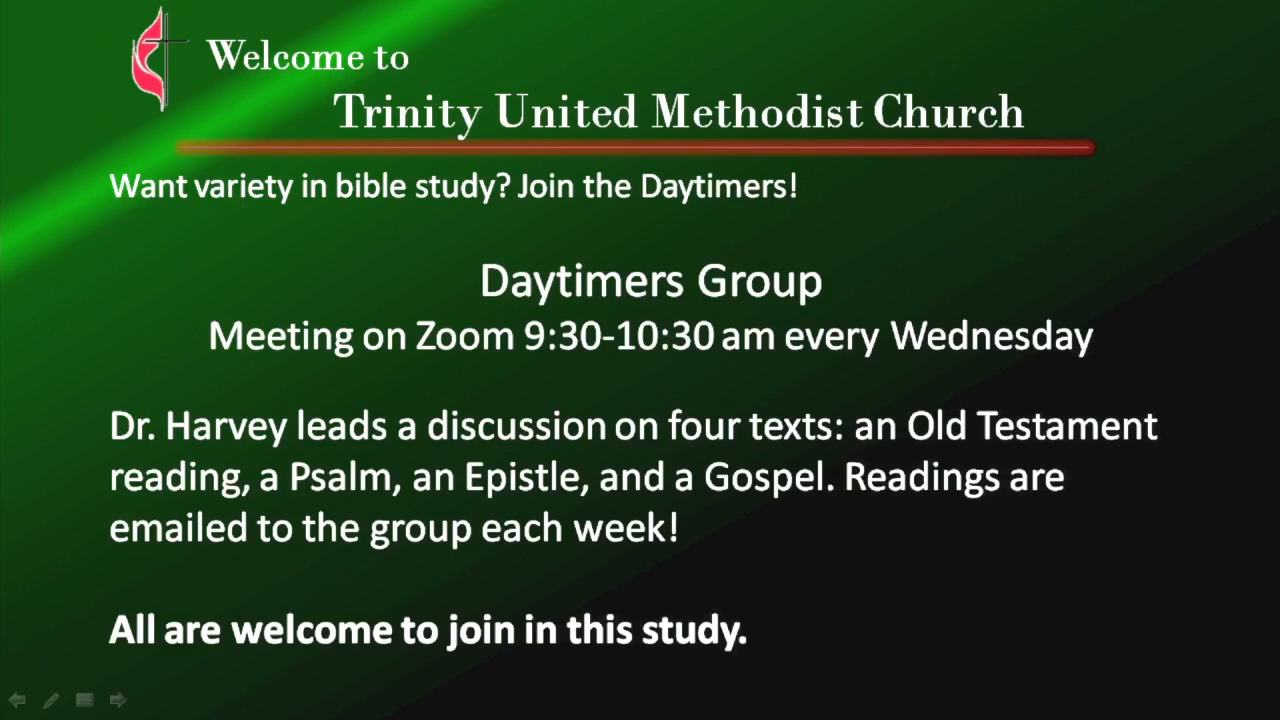 Welcome to
Trinity United Methodist Church
Want variety in bible study? Join the Daytimers!
Daytimers Group
Meeting on Zoom 9:30-10:30 am every Wednesday
Dr. Harvey leads a discussion on four texts: an Old Testament
reading, a Psalm, an Epistle, and a Gospel. Readings are
emailed to the group each week!
All are welcome to join in this study.